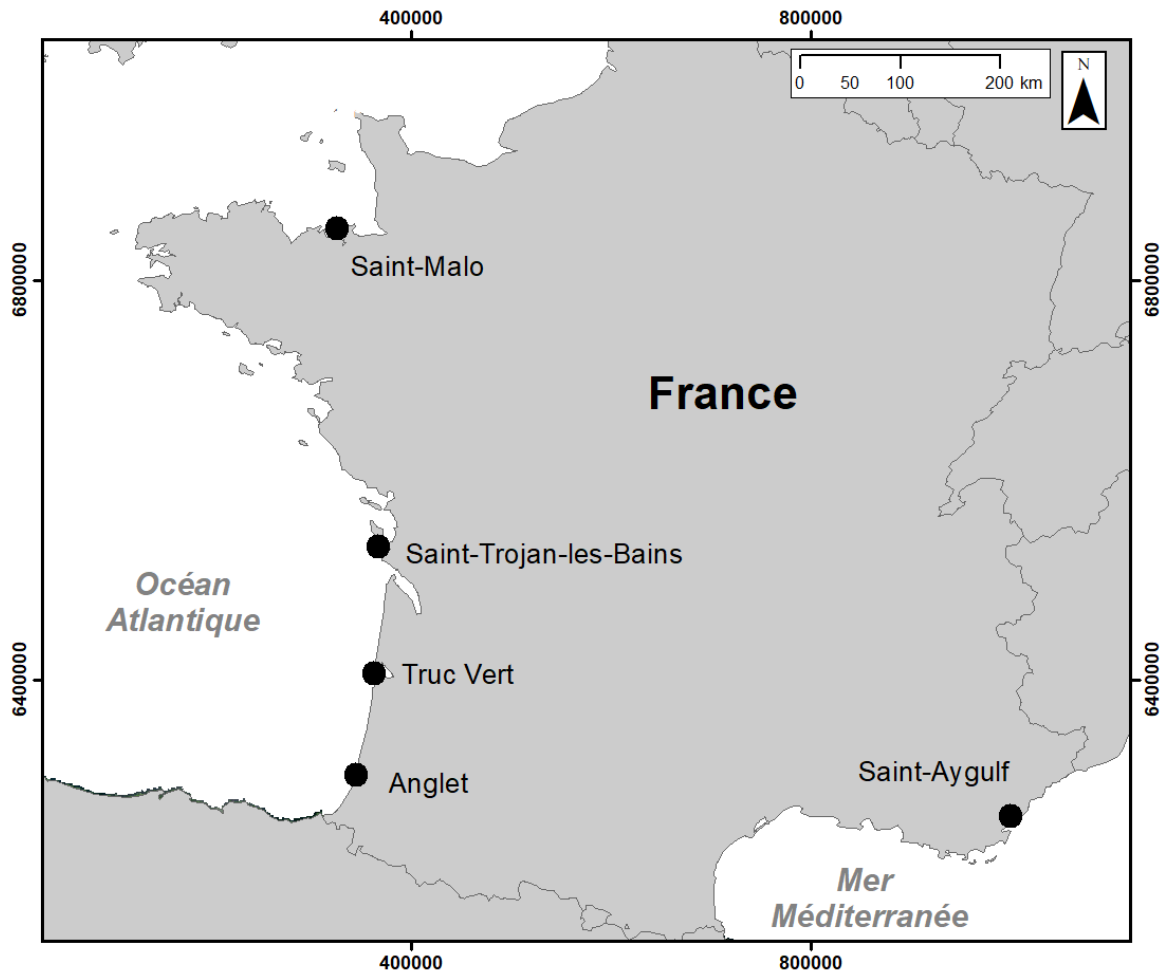 400000
800000
0
50
100
200 km
N
6800000
6800000
Saint-Malo
France
Saint-Trojan-les-Bains
Océan
Atlantique
Truc Vert
6400000
6400000
Anglet
Saint-Aygulf
Mer
Méditerranée
400000
800000